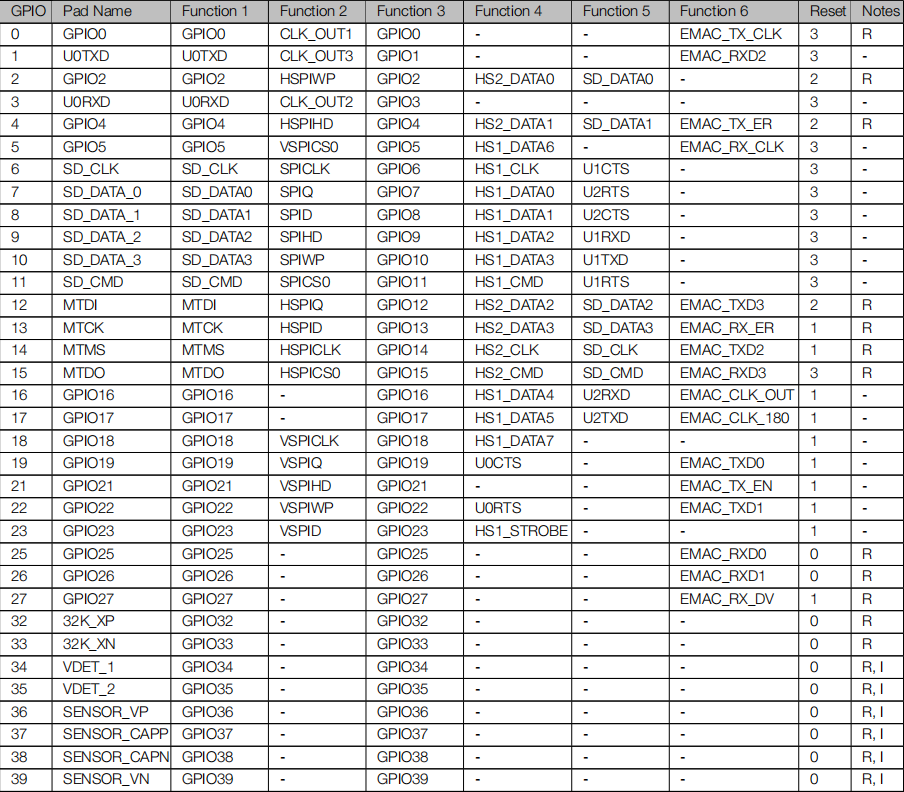 GPIO Pad Name Function 1 Function 2 Function 3 Function 4 Function 5 Function 6 Reset Notes
0 GPIO0 GPIO0 CLK_OUT1 GPIO0 - - EMAC_TX_CLK 3 R
1 U0TXD U0TXD CLK_OUT3 GPIO1 - - EMAC_RXD2 3 -
2 GPIO2 GPIO2 HSPIWP GPIO2 HS2_DATA0 SD_DATA0 - 2 R
3 U0RXD U0RXD CLK_OUT2 GPIO3 - - - 3 -
4 GPIO4 GPIO4 HSPIHD GPIO4 HS2_DATA1 SD_DATA1 EMAC_TX_ER 2 R
5 GPIO5 GPIO5 VSPICS0 GPIO5 HS1_DATA6 - EMAC_RX_CLK 3 -
6 SD_CLK SD_CLK SPICLK GPIO6 HS1_CLK U1CTS - 3 -
7 SD_DATA_0 SD_DATA0 SPIQ GPIO7 HS1_DATA0 U2RTS - 3 -
8 SD_DATA_1 SD_DATA1 SPID GPIO8 HS1_DATA1 U2CTS - 3 -
9 SD_DATA_2 SD_DATA2 SPIHD GPIO9 HS1_DATA2 U1RXD - 3 -
10 SD_DATA_3 SD_DATA3 SPIWP GPIO10 HS1_DATA3 U1TXD - 3 -
11 SD_CMD SD_CMD SPICS0 GPIO11 HS1_CMD U1RTS - 3 -
12 MTDI MTDI HSPIQ GPIO12 HS2_DATA2 SD_DATA2 EMAC_TXD3 2 R
13 MTCK MTCK HSPID GPIO13 HS2_DATA3 SD_DATA3 EMAC_RX_ER 1 R
14 MTMS MTMS HSPICLK GPIO14 HS2_CLK SD_CLK EMAC_TXD2 1 R
15 MTDO MTDO HSPICS0 GPIO15 HS2_CMD SD_CMD EMAC_RXD3 3 R
16 GPIO16 GPIO16 - GPIO16 HS1_DATA4 U2RXD EMAC_CLK_OUT 1 -
17 GPIO17 GPIO17 - GPIO17 HS1_DATA5 U2TXD EMAC_CLK_180 1 -
18 GPIO18 GPIO18 VSPICLK GPIO18 HS1_DATA7 - - 1 -
19 GPIO19 GPIO19 VSPIQ GPIO19 U0CTS - EMAC_TXD0 1 -
21 GPIO21 GPIO21 VSPIHD GPIO21 - - EMAC_TX_EN 1 -
22 GPIO22 GPIO22 VSPIWP GPIO22 U0RTS - EMAC_TXD1 1 -
23 GPIO23 GPIO23 VSPID GPIO23 HS1_STROBE - - 1 -
25 GPIO25 GPIO25 - GPIO25 - - EMAC_RXD0 0 R
26 GPIO26 GPIO26 - GPIO26 - - EMAC_RXD1 0 R
27 GPIO27 GPIO27 - GPIO27 - - EMAC_RX_DV 1 R
32 32K_XP GPIO32 - GPIO32 - - - 0 R
33 32K_XN GPIO33 - GPIO33 - - - 0 R
34 VDET_1 GPIO34 - GPIO34 - - - 0 R, I
35 VDET_2 GPIO35 - GPIO35 - - - 0 R, I
36 SENSOR_VP GPIO36 - GPIO36 - - - 0 R, I
37 SENSOR_CAPP GPIO37 - GPIO37 - - - 0 R, I
38 SENSOR_CAPN GPIO38 - GPIO38 - - - 0 R, I
39 SENSOR_VN GPIO39 - GPIO39 - - - 0 R, I